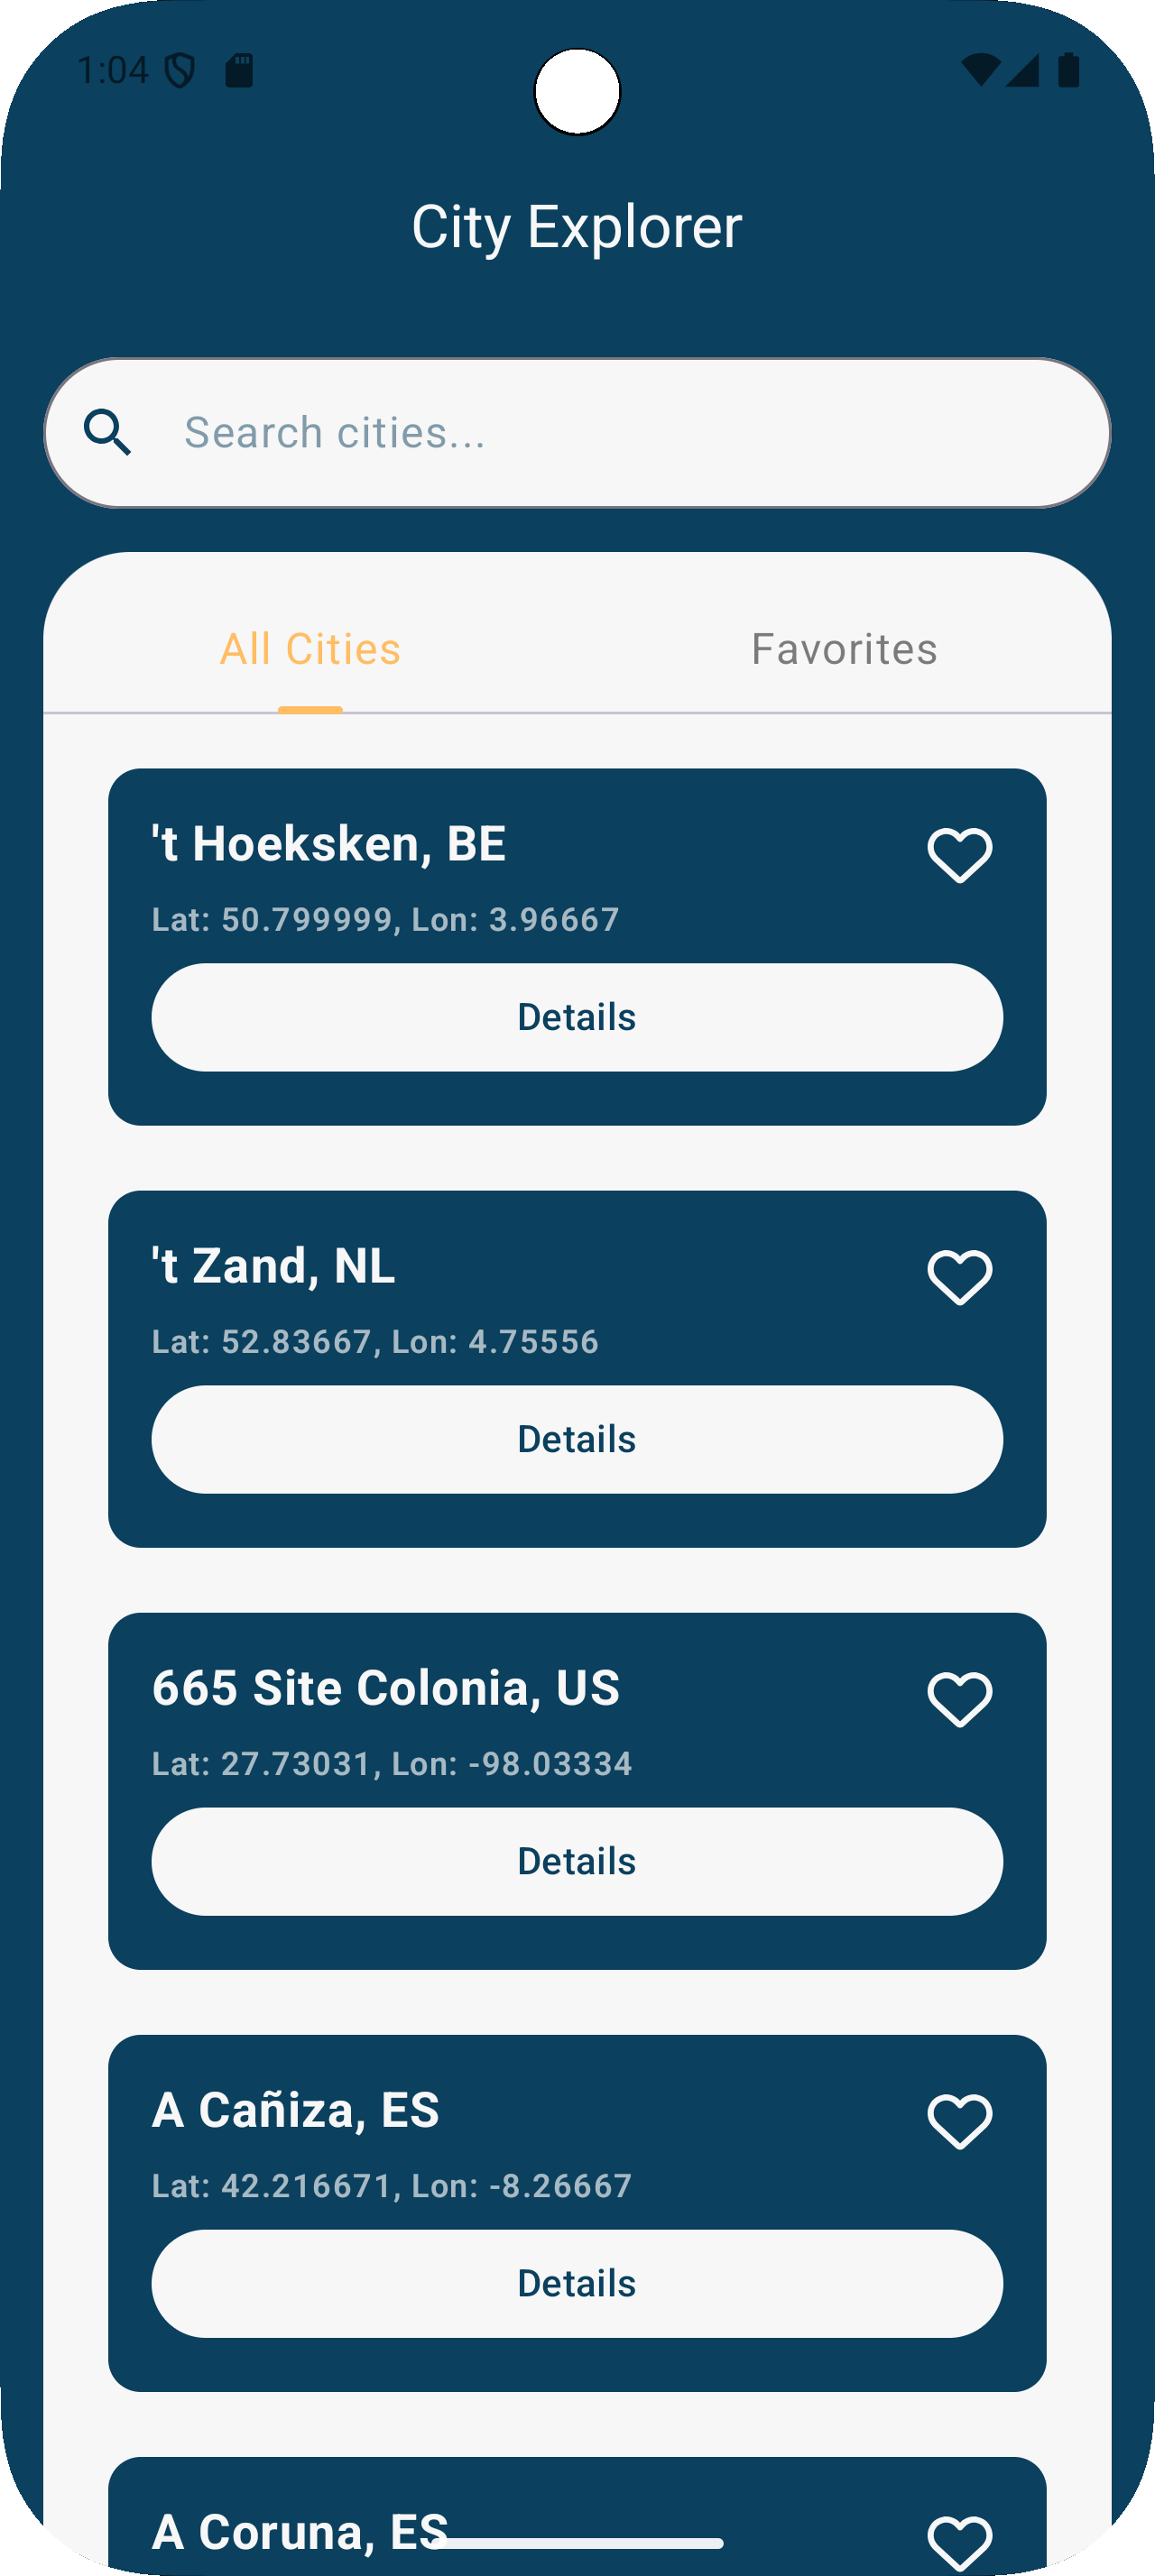 1:04
City Explorer
Search cities...
All Cities Favorites
't Hoeksken, BE
Lat: 50.799999, Lon: 3.96667
Details
't Zand, NL
Lat: 52.83667, Lon: 4.75556
Details
665 Site Colonia, US
Lat: 27.73031, Lon: -98.03334
Details
A Cañiza, ES
Lat: 42.216671, Lon: -8.26667
Details
A Coruna, ES